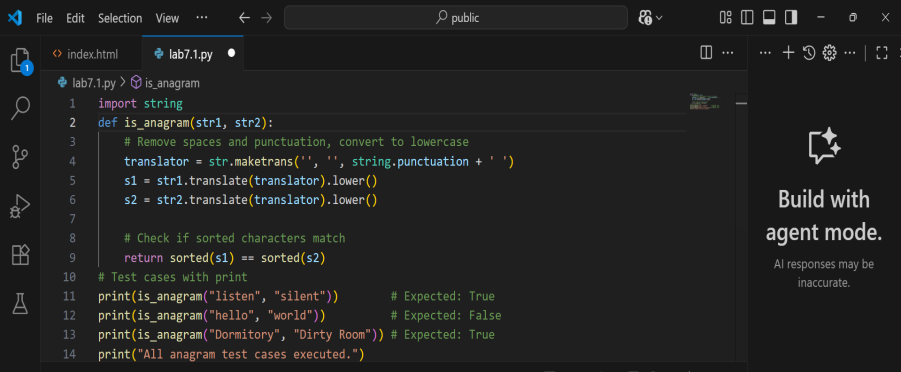 File Edit Selection View ··· public
index.html lab7.1.py
lab7.1.py > is_anagram
1 import string
2 def is_anagram(str1, str2):
3     # Remove spaces and punctuation, convert to lowercase
4     translator = str.maketrans('', '', string.punctuation + ' ')
5     s1 = str1.translate(translator).lower()
6     s2 = str2.translate(translator).lower()
7
8     # Check if sorted characters match
9     return sorted(s1) == sorted(s2)
10 # Test cases with print
11 print(is_anagram("listen", "silent"))       # Expected: True
12 print(is_anagram("hello", "world"))         # Expected: False
13 print(is_anagram("Dormitory", "Dirty Room")) # Expected: True
14 print("All anagram test cases executed.")
1
Build with
agent mode.
AI responses may be
inaccurate.